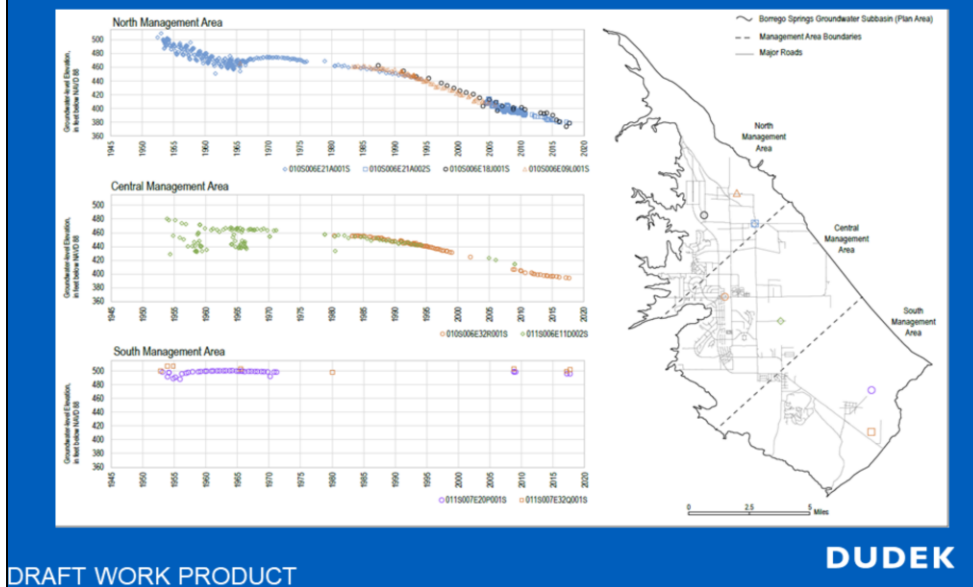 North Management Area
Groundwater-level Elevation,
in feet below NAVD 88
500
480
460
440
420
400
380
360
1945
1950
1955
1960
1965
1970
1975
1980
1985
1990
1995
2000
2005
2010
2015
2020
010S006E21A001S 010S006E21A002S 010S006E18J001S 010S006E09L001S
Central Management Area
Groundwater-level Elevation,
in feet below NAVD 88
500
480
460
440
420
400
380
360
1945
1950
1955
1960
1965
1970
1975
1980
1985
1990
1995
2000
2005
2010
2015
2020
010S006E32R001S 011S006E11D002S
South Management Area
Groundwater-level Elevation,
in feet below NAVD 88
500
480
460
440
420
400
380
360
1945
1950
1955
1960
1965
1970
1975
1980
1985
1990
1995
2000
2005
2010
2015
2020
011S007E20P001S 011S007E32Q001S
Borrego Springs Groundwater Subbasin (Plan Area)
Management Area Boundaries
Major Roads
North
Management
Area
Central
Management
Area
South
Management
Area
0 2.5 5
Miles
DRAFT WORK PRODUCT
DUDEK